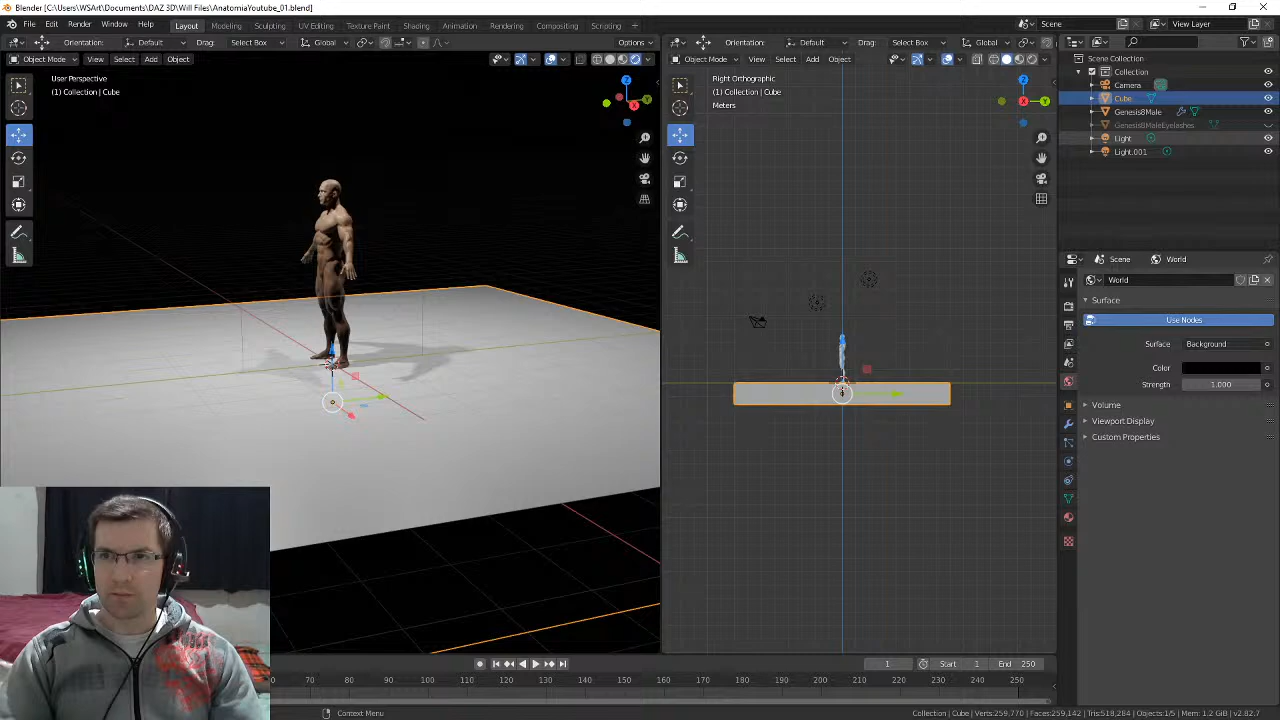 Blender [C:\Users\WSArt\Documents\DAZ 3D\Will Files\AnatomiaYoutube_01.blend]
File Edit Render Window Help Layout Modeling Sculpting UV Editing Texture Paint Shading Animation Rendering Compositing Scripting + Scene View Layer
Orientation: Default Drag: Select Box Global Options
Object Mode View Select Add Object
User Perspective
(1) Collection | Cube
Orientation: Default Drag: Select Box Global
Object Mode View Select Add Object
Right Orthographic
(1) Collection | Cube
Meters
Scene Collection
Collection
Camera
Cube
Genesis8Male
Genesis8MaleEyelashes
Light
Light.001
Scene World
World
Surface
Use Nodes
Surface Background
Color
Strength 1.000
Volume
Viewport Display
Custom Properties
1 Start 1 End 250
60 70 80 90 100 110 120 130 140 150 160 170 180 190 200 210 220 230 240 250
Context Menu
Collection | Cube | Verts:259,770 | Faces:259,142 | Tris:518,284 | Objects:1/5 | Mem: 1.2 GiB | v2.82.7